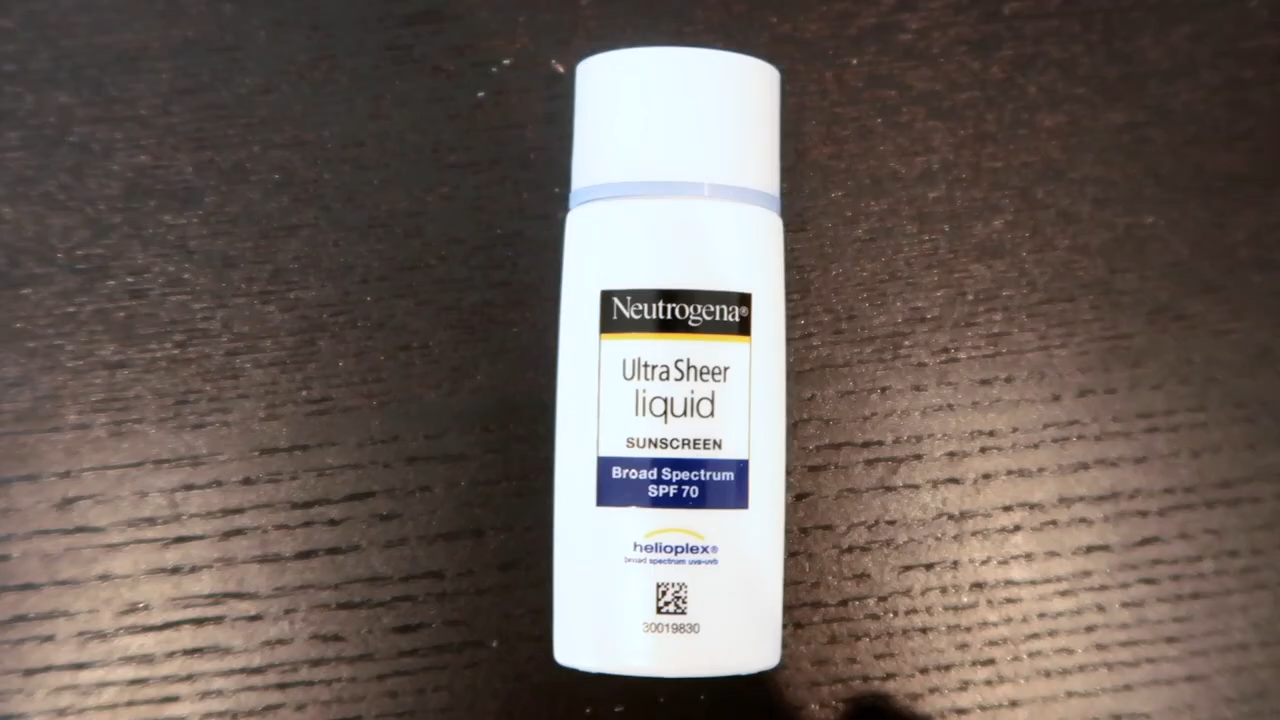 Neutrogena®
Ultra Sheer
liquid
SUNSCREEN
Broad Spectrum
SPF 70
helioplex®
broad spectrum uva-uvb
30019830